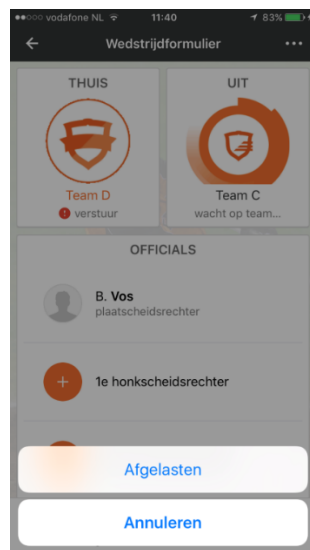 vodafone NL 11:40 83%
Wedstrijdformulier
THUIS UIT
Team D Team C
verstuur wacht op team...
OFFICIALS
B. Vos
plaatscheidsrechter
1e honkscheidsrechter
Afgelasten
Annuleren